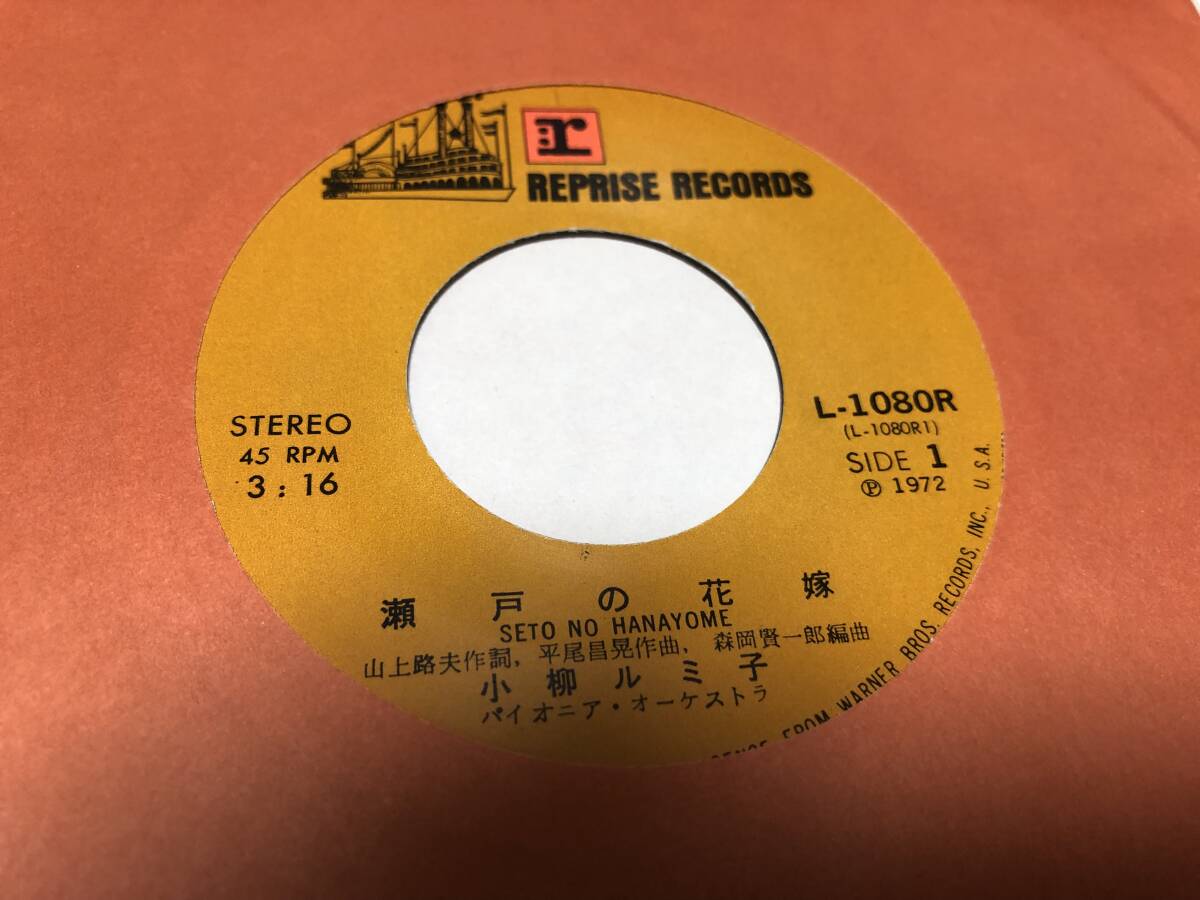 REPRISE RECORDS
STEREO
45 RPM
3:16
L-1080R
(L-1080R1)
SIDE 1
Ⓟ 1972
瀬戸の花嫁
SETO NO HANAYOME
山上路夫作詞, 平尾昌晃作曲, 森岡賢一郎編曲
小柳ルミ子
パイオニア・オーケストラ
FROM WARNER BROS. RECORDS, INC., U.S.A.